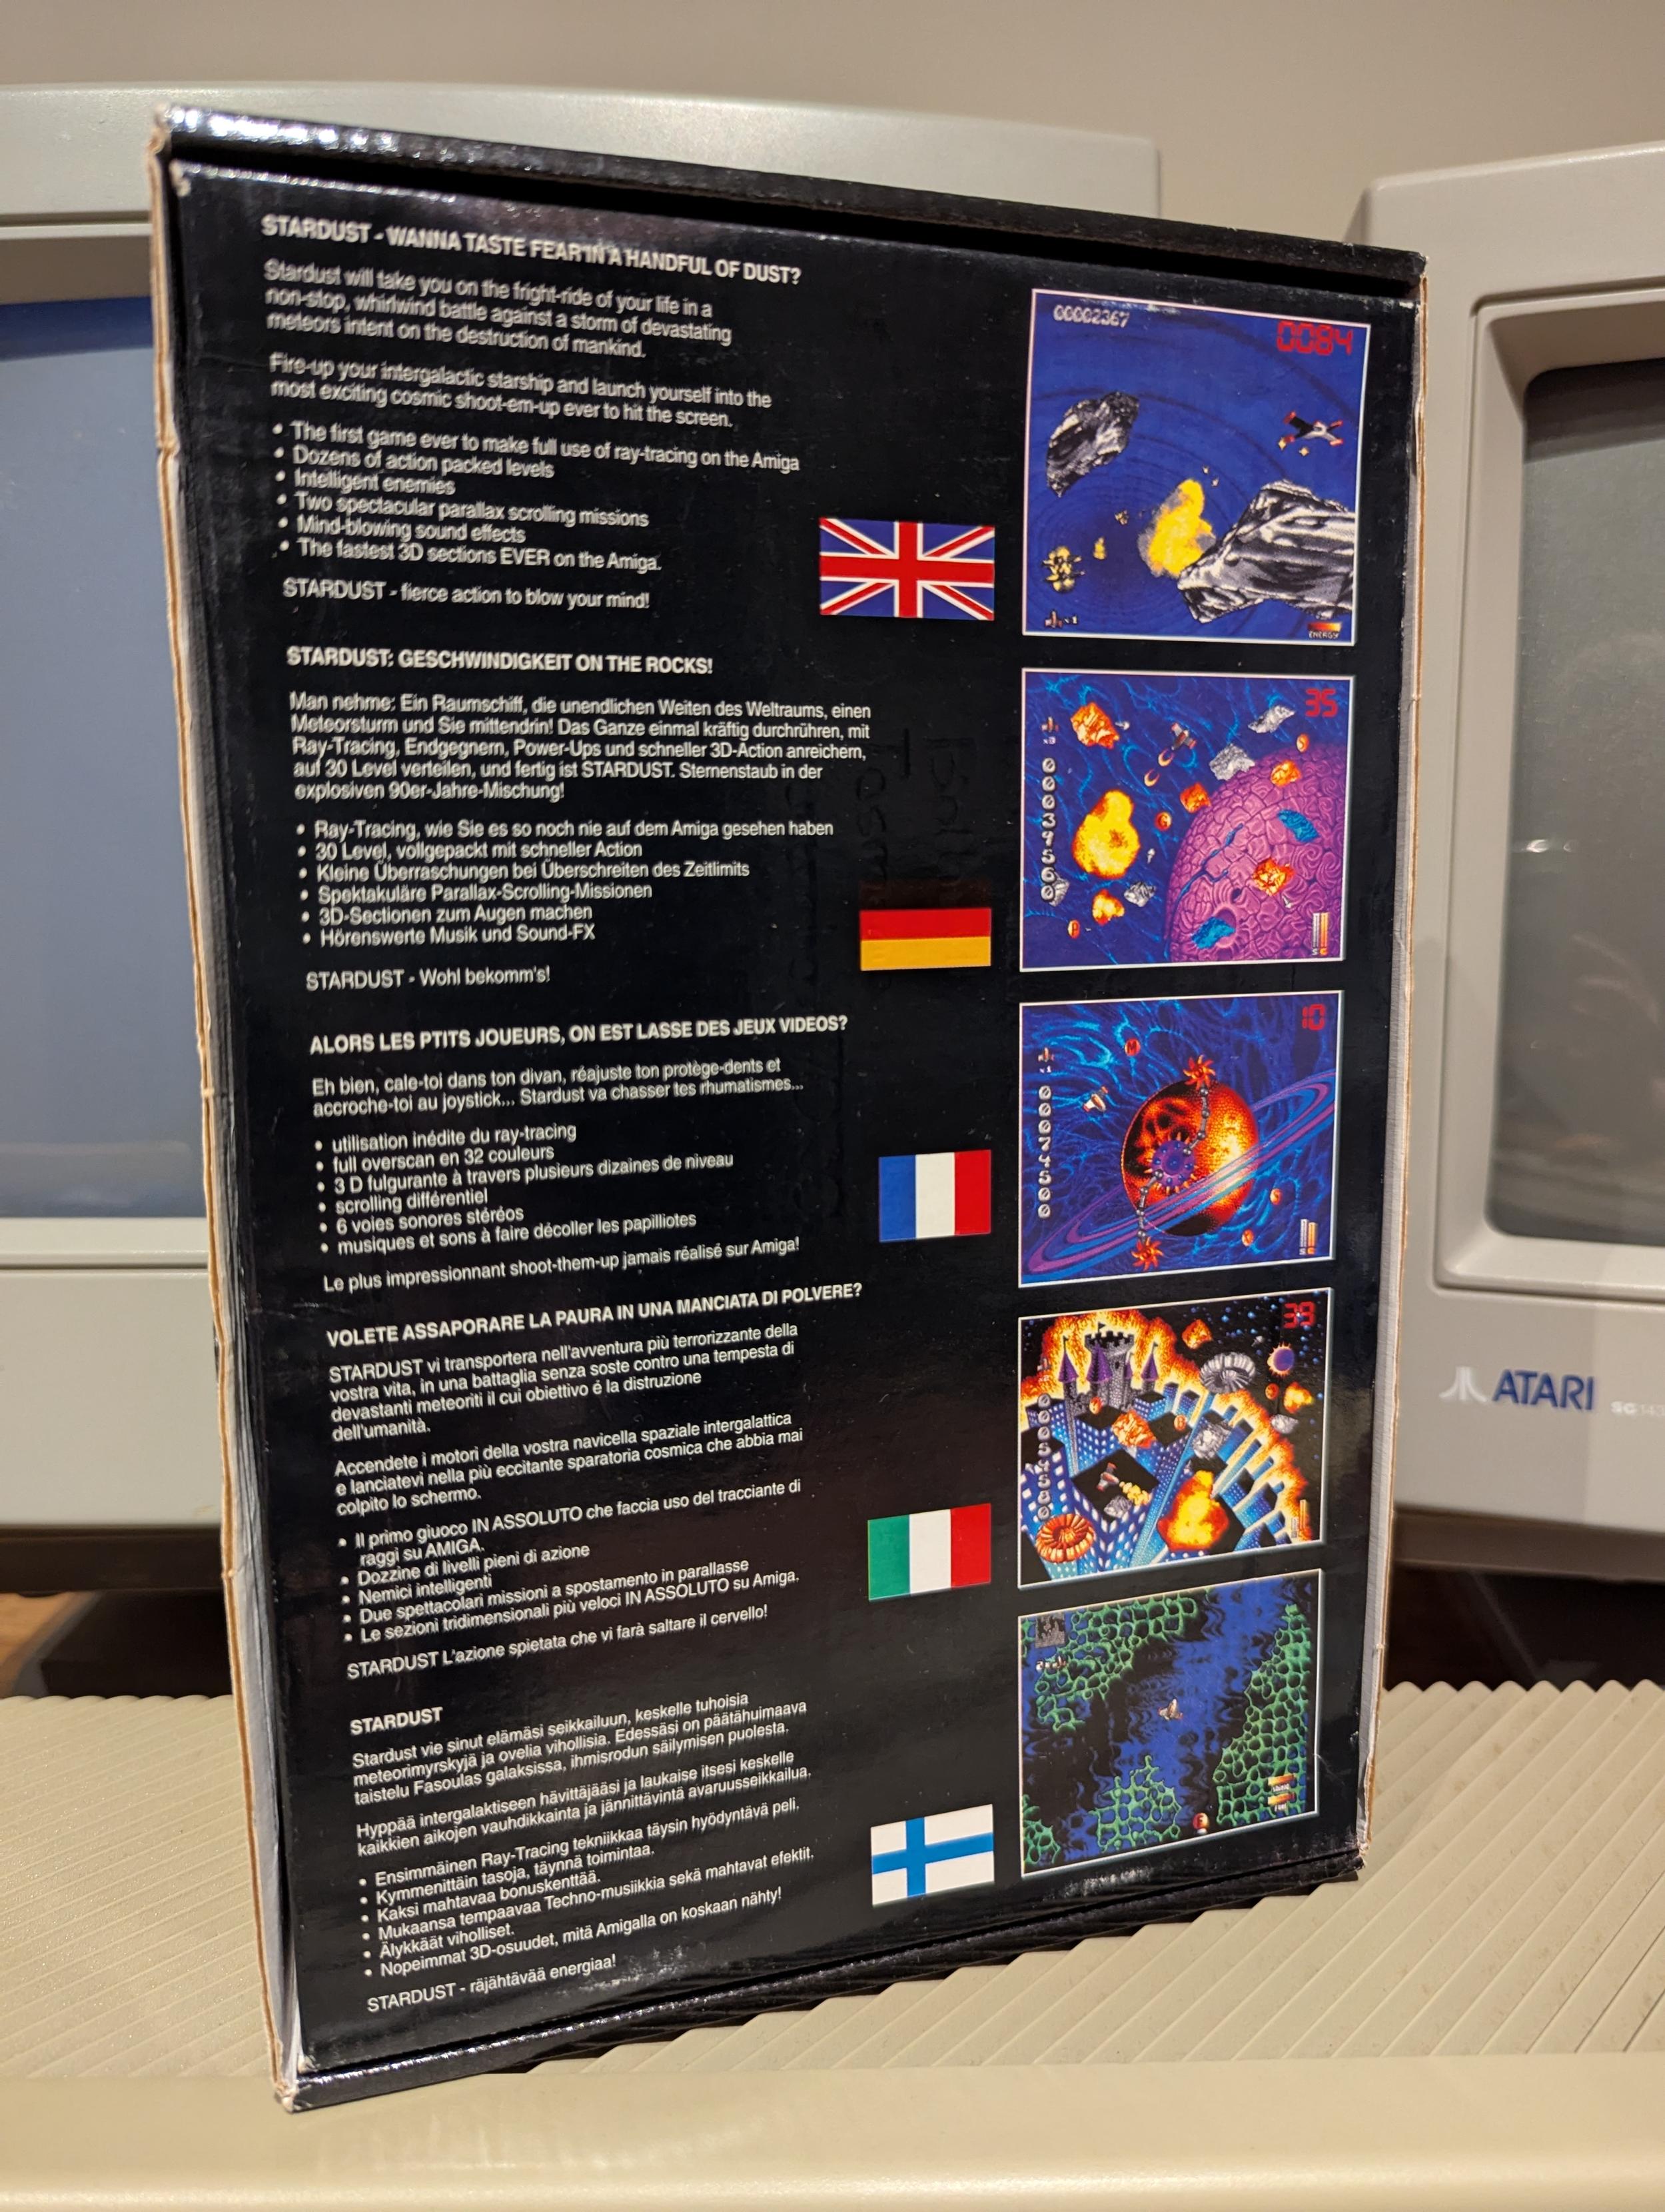 STARDUST - WANNA TASTE FEAR IN A HANDFUL OF DUST?
Stardust will take you on the fright-ride of your life in a
non-stop, whirlwind battle against a storm of devastating
meteors intent on the destruction of mankind.
Fire-up your intergalactic starship and launch yourself into the
most exciting cosmic shoot-em-up ever to hit the screen.
• The first game ever to make full use of ray-tracing on the Amiga
• Dozens of action packed levels
• Intelligent enemies
• Two spectacular parallax scrolling missions
• Mind-blowing sound effects
• The fastest 3D sections EVER on the Amiga.
STARDUST - fierce action to blow your mind!
STARDUST: GESCHWINDIGKEIT ON THE ROCKS!
Man nehme: Ein Raumschiff, die unendlichen Weiten des Weltraums, einen
Meteorsturm und Sie mittendrin! Das Ganze einmal kräftig durchrühren, mit
Ray-Tracing, Endgegnern, Power-Ups und schneller 3D-Action anreichern,
auf 30 Level verteilen, und fertig ist STARDUST. Sternenstaub in der
explosiven 90er-Jahre-Mischung!
• Ray-Tracing, wie Sie es so noch nie auf dem Amiga gesehen haben
• 30 Level, vollgepackt mit schneller Action
• Kleine Überraschungen bei Überschreiten des Zeitlimits
• Spektakuläre Parallax-Scrolling-Missionen
• 3D-Sectionen zum Augen machen
• Hörenswerte Musik und Sound-FX
STARDUST - Wohl bekomm's!
ALORS LES PTITS JOUEURS, ON EST LASSE DES JEUX VIDEOS?
Eh bien, cale-toi dans ton divan, réajuste ton protège-dents et
accroche-toi au joystick... Stardust va chasser tes rhumatismes...
• utilisation inédite du ray-tracing
• full overscan en 32 couleurs
• 3 D fulgurante à travers plusieurs dizaines de niveau
• scrolling différentiel
• 6 voies sonores stéréos
• musiques et sons à faire décoller les papilliotes
Le plus impressionnant shoot-them-up jamais réalisé sur Amiga!
VOLETE ASSAPORARE LA PAURA IN UNA MANCIATA DI POLVERE?
STARDUST vi transportera nell'avventura più terrorizzante della
vostra vita, in una battaglia senza soste contro una tempesta di
devastanti meteoriti il cui obiettivo é la distruzione
dell'umanità.
Accendete i motori della vostra navicella spaziale intergalattica
e lanciatevi nella più eccitante sparatoria cosmica che abbia mai
colpito lo schermo.
• Il primo giuoco IN ASSOLUTO che faccia uso del tracciante di
raggi su AMIGA.
• Dozzine di livelli pieni di azione
• Nemici intelligenti
• Due spettacolari missioni a spostamento in parallasse
• Le sezioni tridimensionali più veloci IN ASSOLUTO su Amiga.
STARDUST L'azione spietata che vi farà saltare il cervello!
STARDUST
Stardust vie sinut elämäsi seikkailuun, keskelle tuhoisia
meteorimyrskyjä ja ovelia vihollisia. Edessäsi on päätähuimaava
taistelu Fasoulas galaksissa, ihmisrodun säilymisen puolesta.
Hyppää intergalaktiseen hävittäjääsi ja laukaise itsesi keskelle
kaikkien aikojen vauhdikkainta ja jännittävintä avaruusseikkailua.
• Ensimmäinen Ray-Tracing tekniikkaa täysin hyödyntävä peli.
• Kymmenittäin tasoja, täynnä toimintaa.
• Kaksi mahtavaa bonuskenttää.
• Mukaansa tempaavaa Techno-musiikkia sekä mahtavat efektit.
• Älykkäät viholliset.
• Nopeimmat 3D-osuudet, mitä Amigalla on koskaan nähty!
STARDUST - räjähtävää energiaa!
00002367
0084
ENERGY
35
00039560
10
00074500
39
ATARI